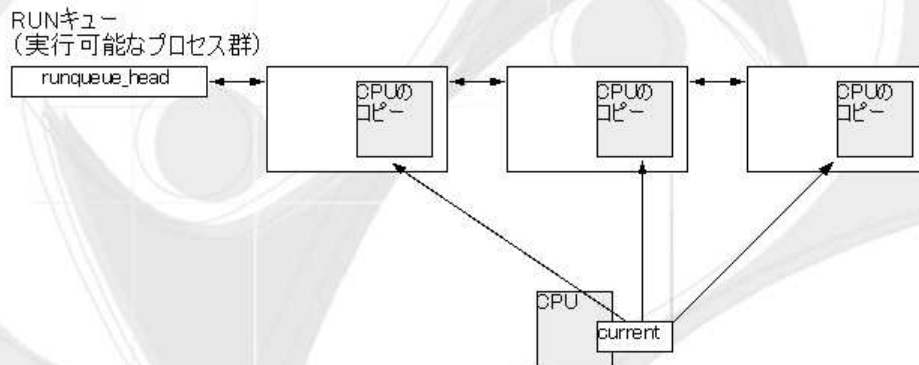 RUNキュー
(実行可能なプロセス群)
runqueue_head
CPUの
コピー
CPUの
コピー
CPUの
コピー
CPU
current